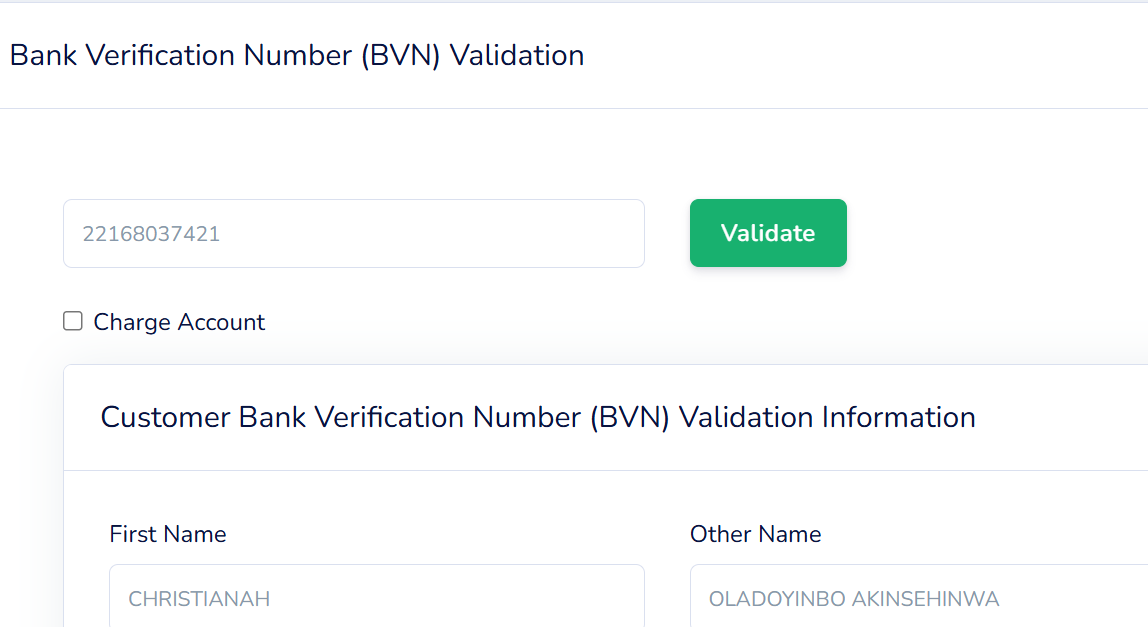 Bank Verification Number (BVN) Validation
22168037421
Validate
Charge Account
Customer Bank Verification Number (BVN) Validation Information
First Name
Other Name
CHRISTIANAH
OLADOYINBO AKINSEHINWA